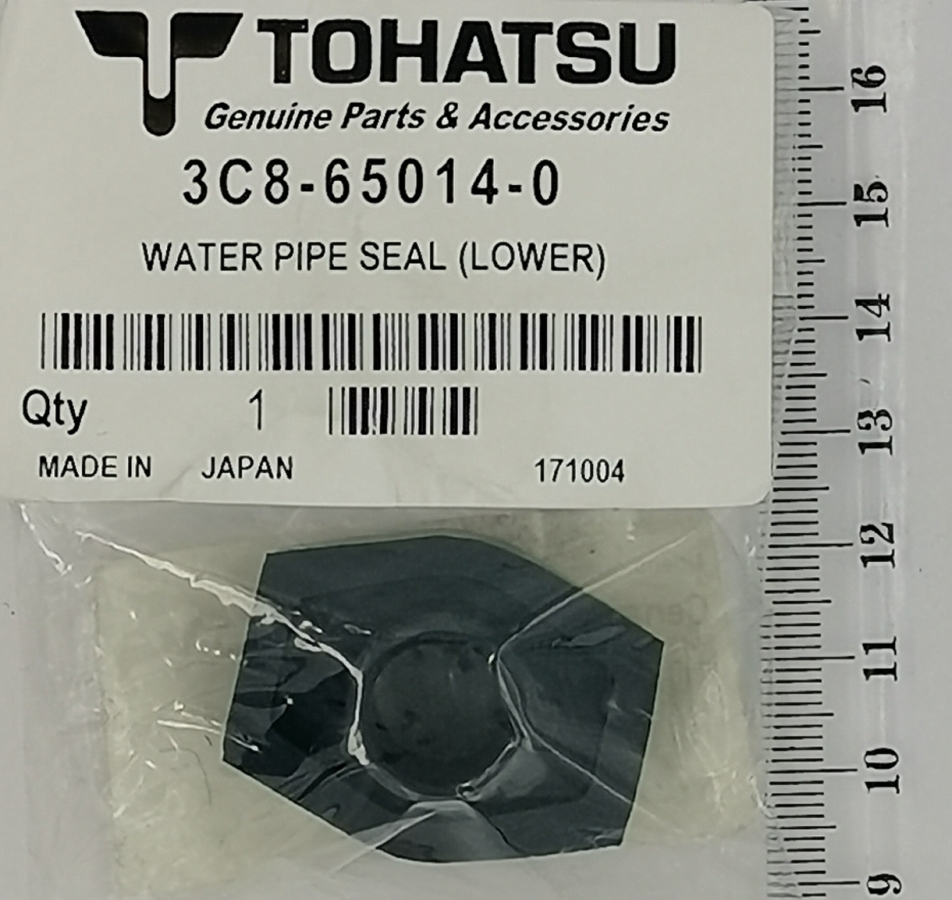 TOHATSU
Genuine Parts & Accessories
3C8-65014-0
WATER PIPE SEAL (LOWER)
Qty 1
MADE IN JAPAN 171004
16
15
14
13
12
11
10
9